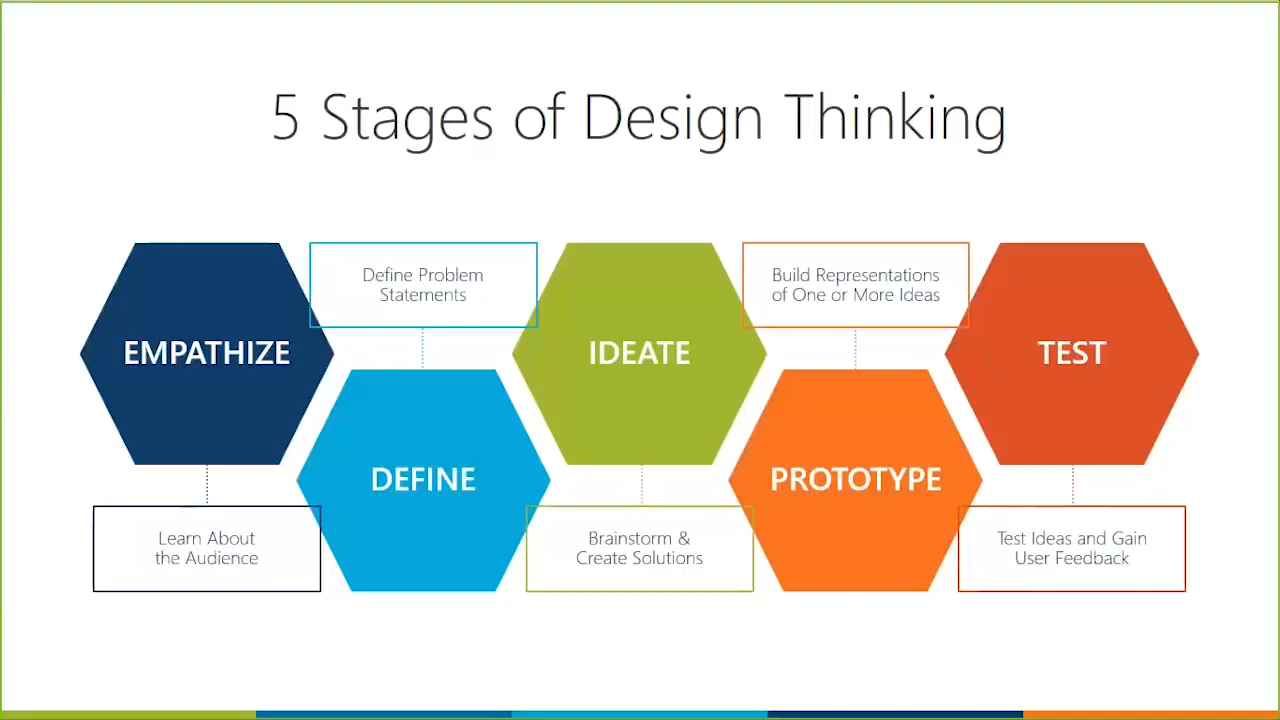 5 Stages of Design Thinking
EMPATHIZE
Learn About
the Audience
Define Problem
Statements
DEFINE
IDEATE
Brainstorm &
Create Solutions
Build Representations
of One or More Ideas
PROTOTYPE
TEST
Test Ideas and Gain
User Feedback